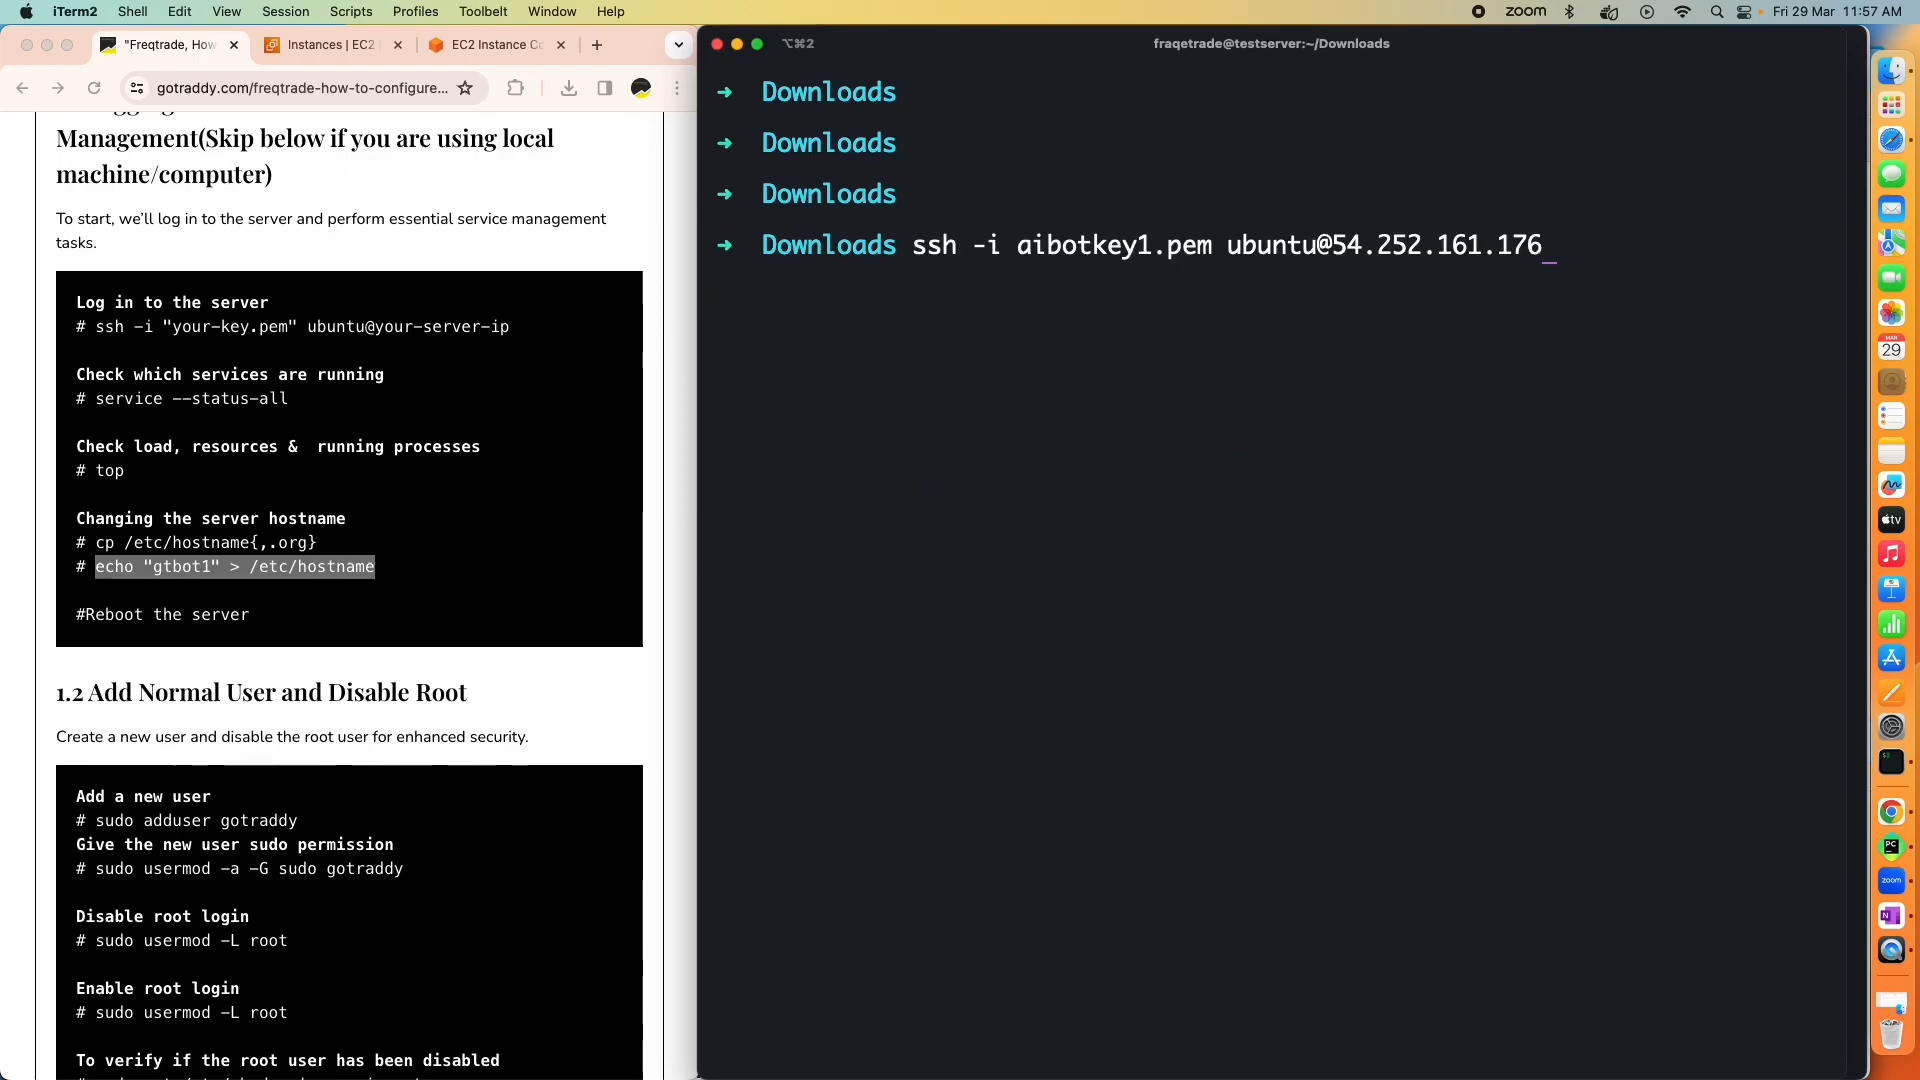 iTerm2 Shell Edit View Session Scripts Profiles Toolbelt Window Help
zoom Fri 29 Mar 11:57 AM
"Freqtrade, How
Instances | EC2
EC2 Instance Co
gotraddy.com/freqtrade-how-to-configure...
Management(Skip below if you are using local
machine/computer)
To start, we’ll log in to the server and perform essential service management
tasks.
Log in to the server
# ssh -i "your-key.pem" ubuntu@your-server-ip
Check which services are running
# service --status-all
Check load, resources &  running processes
# top
Changing the server hostname
# cp /etc/hostname{,.org}
# echo "gtbot1" > /etc/hostname
#Reboot the server
1.2 Add Normal User and Disable Root
Create a new user and disable the root user for enhanced security.
Add a new user
# sudo adduser gotraddy
Give the new user sudo permission
# sudo usermod -a -G sudo gotraddy
Disable root login
# sudo usermod -L root
Enable root login
# sudo usermod -L root
To verify if the root user has been disabled
⌥⌘2
fraqetrade@testserver:~/Downloads
➜ Downloads
➜ Downloads
➜ Downloads
➜ Downloads ssh -i aibotkey1.pem ubuntu@54.252.161.176
MAR
29
tv
PC
zoom
N